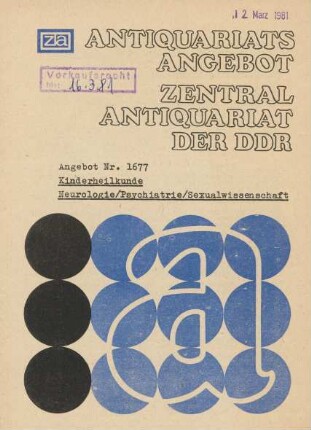 12 März 1981
za
ANTIQUARIATS
ANGEBOT
ZENTRAL
ANTIQUARIAT
DER DDR
Vorkaufsrecht
16.3.81
Angebot Nr. 1677
Kinderheilkunde
Neurologie/Psychiatrie/Sexualwissenschaft
a